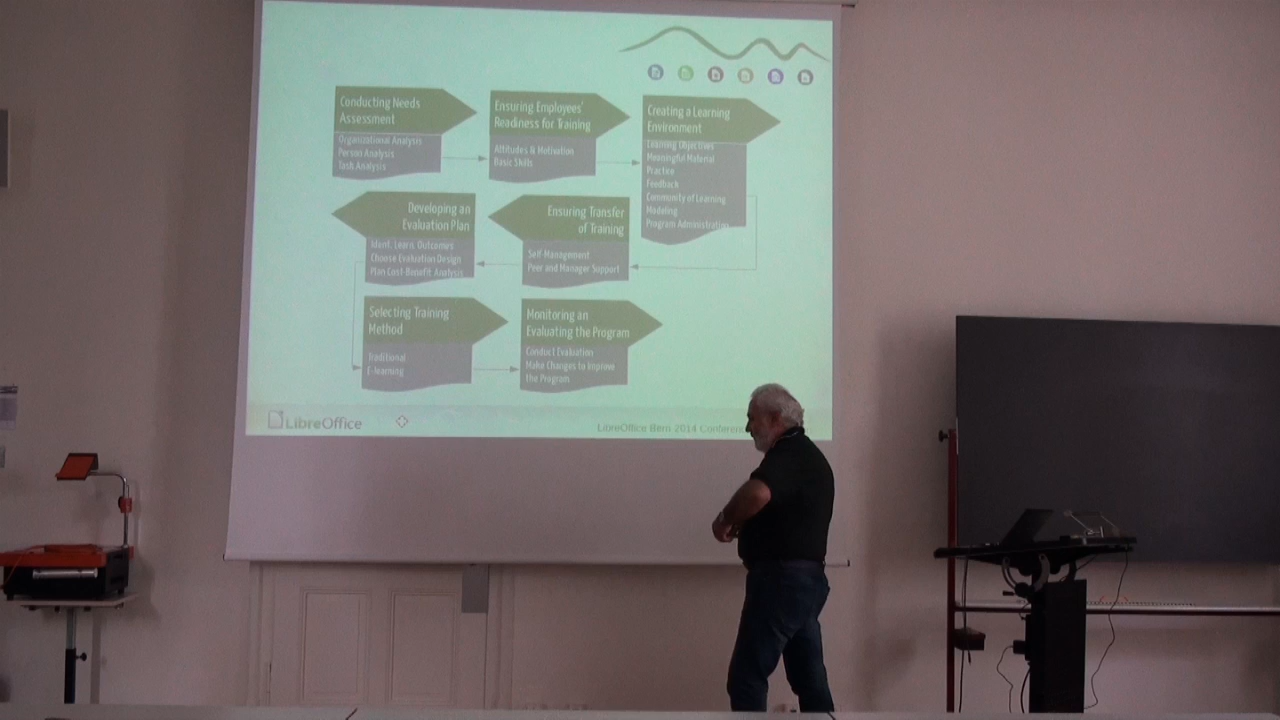 Conducting Needs
Assessment
Organizational Analysis
Person Analysis
Task Analysis
Ensuring Employees'
Readiness for Training
Attitudes & Motivation
Basic Skills
Creating a Learning
Environment
Learning Objectives
Meaningful Material
Practice
Feedback
Community of Learning
Modeling
Program Administration
Developing an
Evaluation Plan
Identf. Learn. Outcomes
Choose Evaluation Design
Plan Cost-Benefit Analysis
Ensuring Transfer
of Training
Self-Management
Peer and Manager Support
Selecting Training
Method
Traditional
E-learning
Monitoring an
Evaluating the Program
Conduct Evaluation
Make Changes to Improve
the Program
LibreOffice
LibreOffice Bern 2014 Conferen